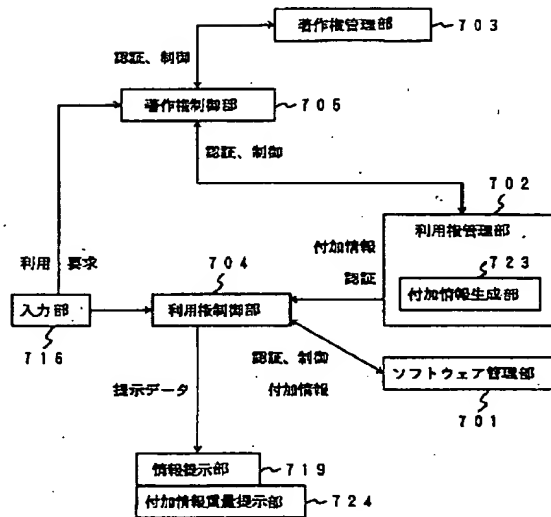 著作権管理部 703
認証、制御
著作権制御部 705
認証、制御
702
利用権管理部
付加情報
723
利用 要求
704
認証
付加情報生成部
入力部
利用権制御部
716
認証、制御
ソフトウェア管理部
提示データ
付加情報
701
情報提示部 719
付加情報重量提示部 724